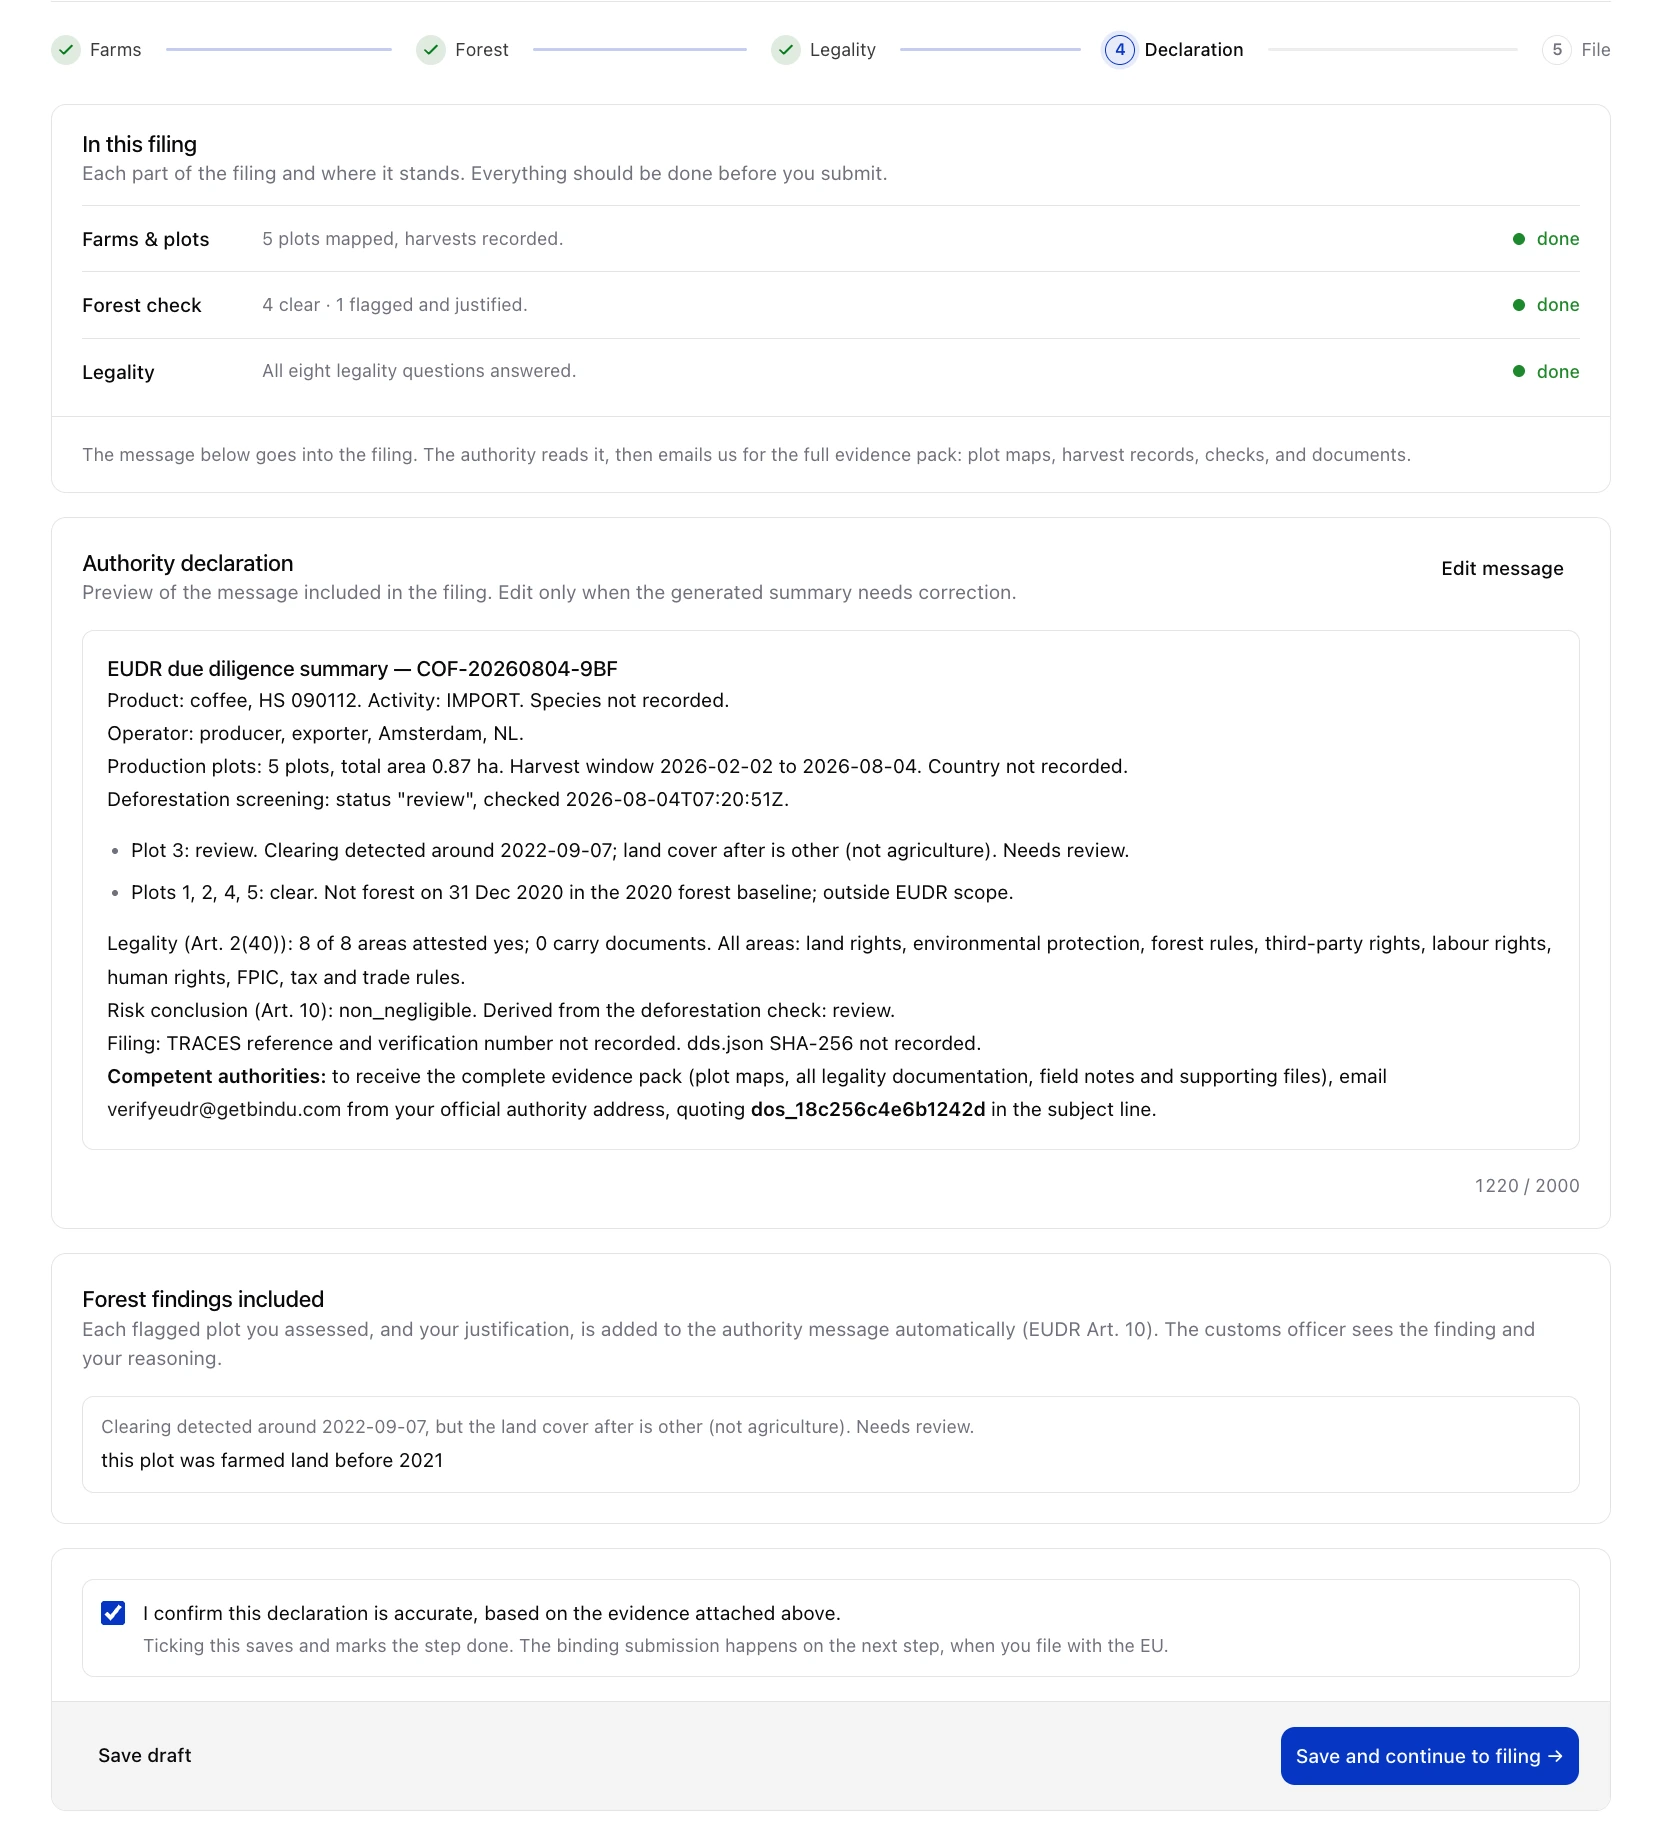 Farms
Forest
Legality
4 Declaration
5 File
In this filing
Each part of the filing and where it stands. Everything should be done before you submit.
Farms & plots 5 plots mapped, harvests recorded. done
Forest check 4 clear · 1 flagged and justified. done
Legality All eight legality questions answered. done
The message below goes into the filing. The authority reads it, then emails us for the full evidence pack: plot maps, harvest records, checks, and documents.
Authority declaration
Edit message
Preview of the message included in the filing. Edit only when the generated summary needs correction.
EUDR due diligence summary — COF-20260804-9BF
Product: coffee, HS 090112. Activity: IMPORT. Species not recorded.
Operator: producer, exporter, Amsterdam, NL.
Production plots: 5 plots, total area 0.87 ha. Harvest window 2026-02-02 to 2026-08-04. Country not recorded.
Deforestation screening: status "review", checked 2026-08-04T07:20:51Z.
• Plot 3: review. Clearing detected around 2022-09-07; land cover after is other (not agriculture). Needs review.
• Plots 1, 2, 4, 5: clear. Not forest on 31 Dec 2020 in the 2020 forest baseline; outside EUDR scope.
Legality (Art. 2(40)): 8 of 8 areas attested yes; 0 carry documents. All areas: land rights, environmental protection, forest rules, third-party rights, labour rights,
human rights, FPIC, tax and trade rules.
Risk conclusion (Art. 10): non_negligible. Derived from the deforestation check: review.
Filing: TRACES reference and verification number not recorded. dds.json SHA-256 not recorded.
Competent authorities: to receive the complete evidence pack (plot maps, all legality documentation, field notes and supporting files), email
verifyeudr@getbindu.com from your official authority address, quoting dos_18c256c4e6b1242d in the subject line.
1220 / 2000
Forest findings included
Each flagged plot you assessed, and your justification, is added to the authority message automatically (EUDR Art. 10). The customs officer sees the finding and
your reasoning.
Clearing detected around 2022-09-07, but the land cover after is other (not agriculture). Needs review.
this plot was farmed land before 2021
I confirm this declaration is accurate, based on the evidence attached above.
Ticking this saves and marks the step done. The binding submission happens on the next step, when you file with the EU.
Save draft
Save and continue to filing →